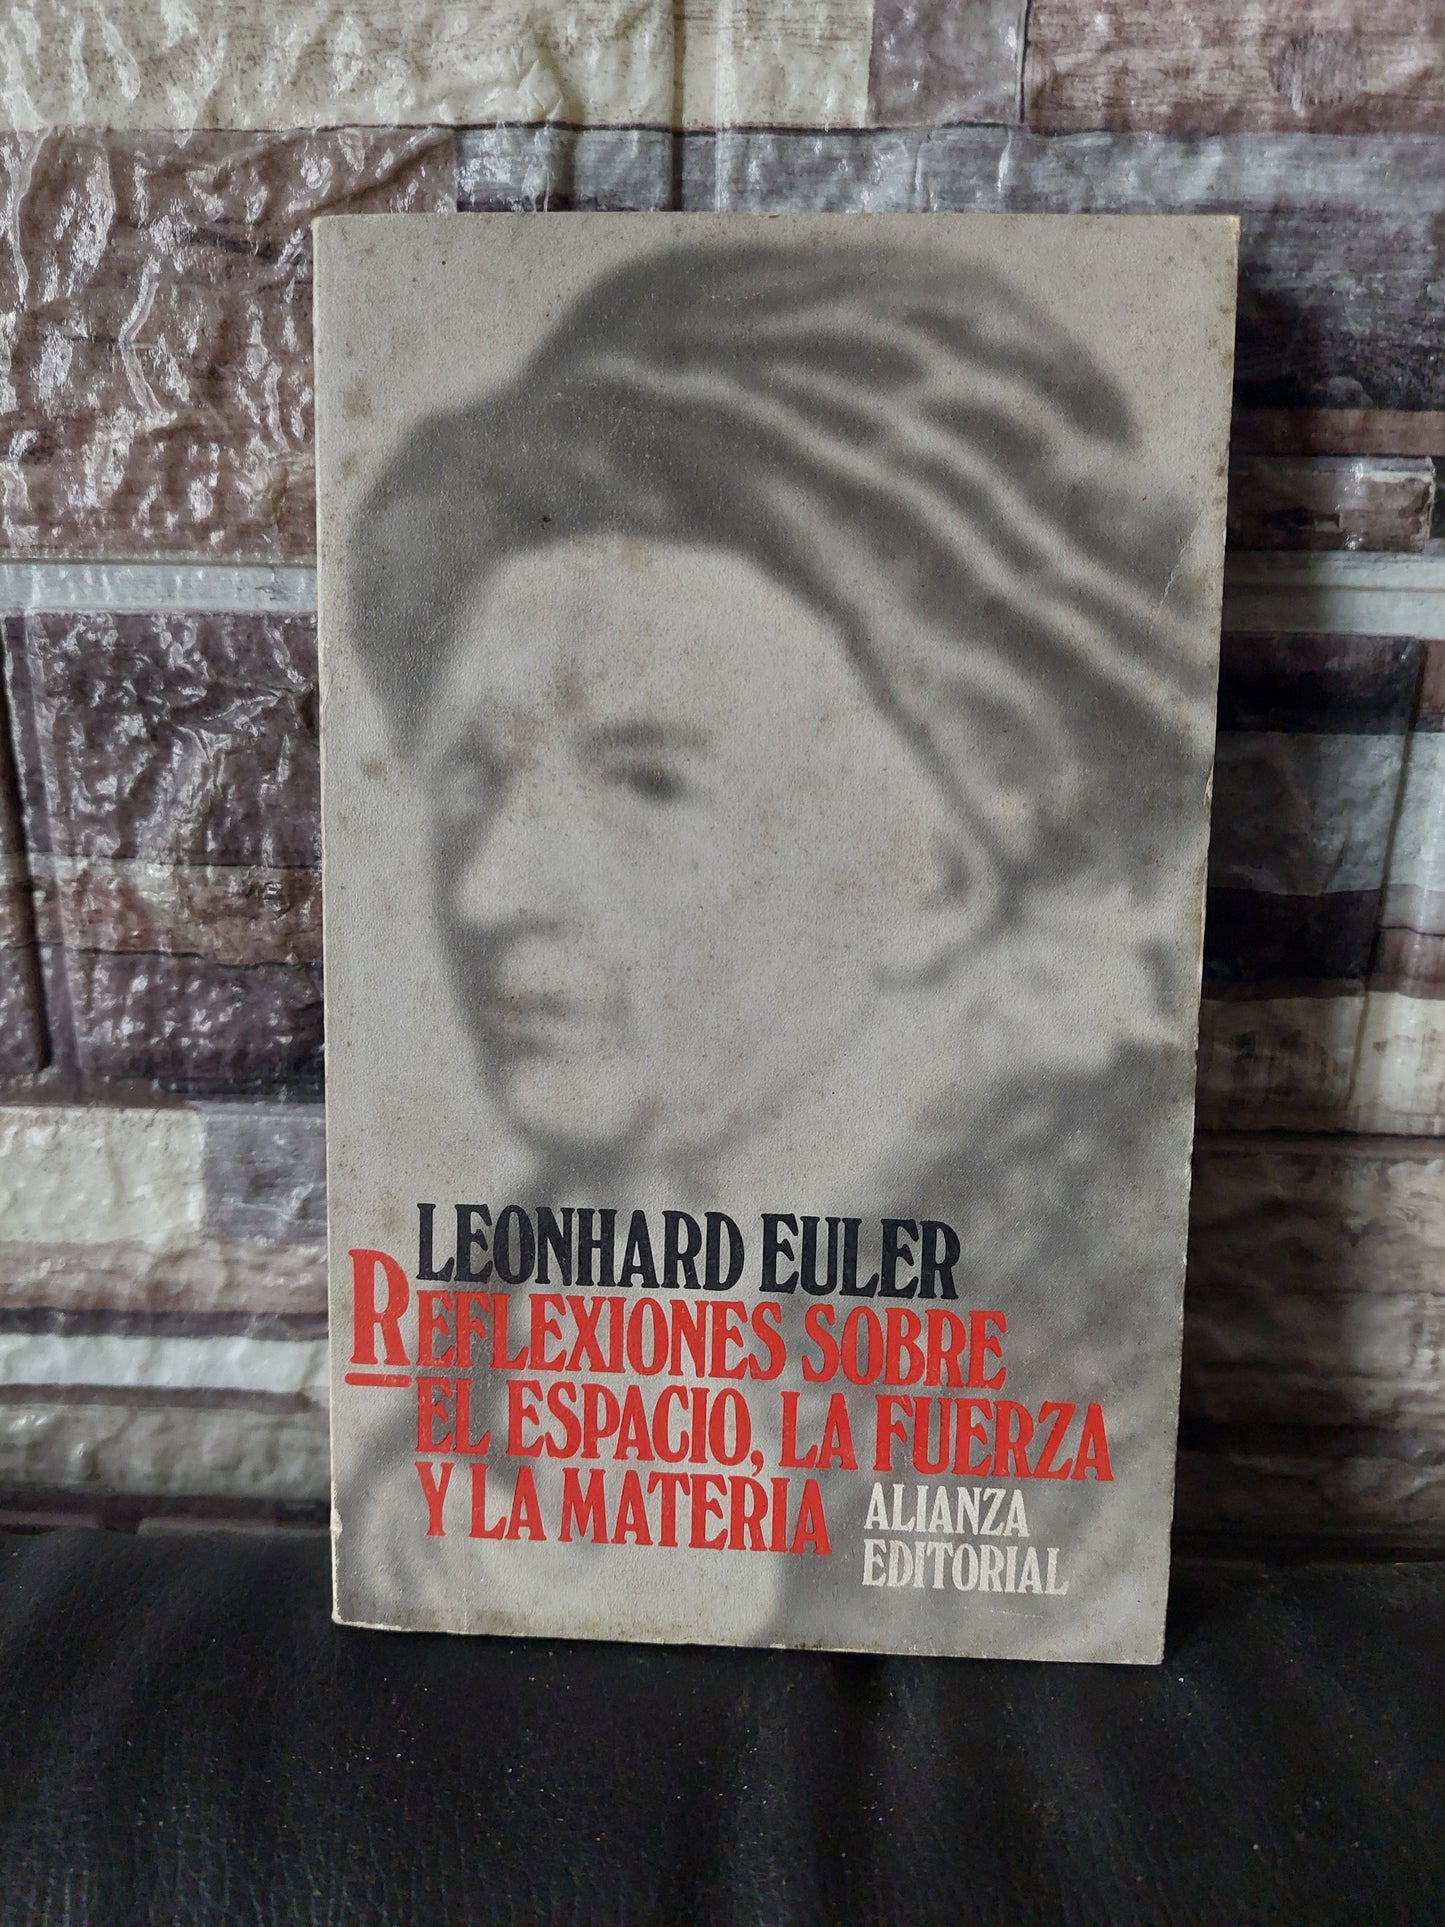 LEONHARD EULER
REFLEXIONES SOBRE
EL ESPACIO, LA FUERZA
Y LA MATERIA
ALIANZA
EDITORIAL